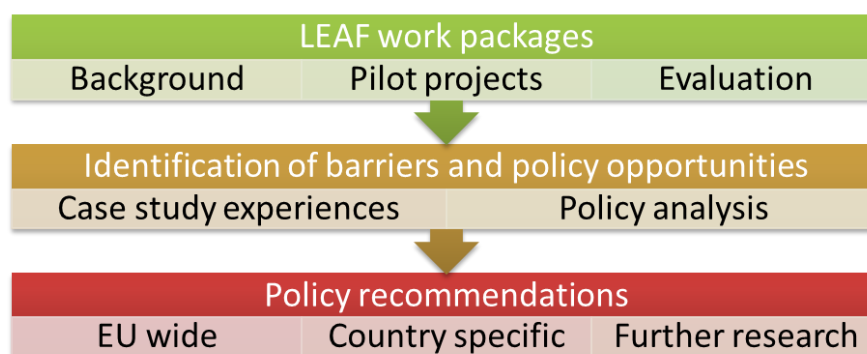 LEAF work packages
Background Pilot projects Evaluation
Identification of barriers and policy opportunities
Case study experiences Policy analysis
Policy recommendations
EU wide Country specific Further research